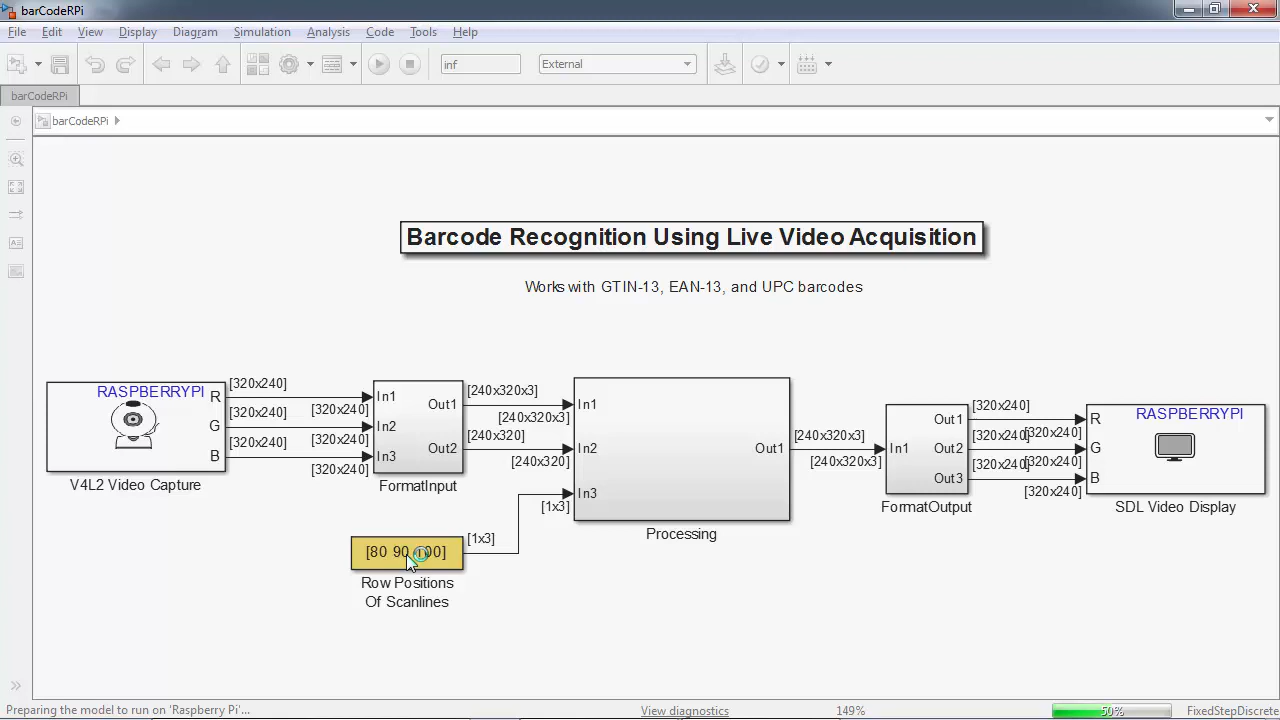 barCodeRPi
File Edit View Display Diagram Simulation Analysis Code Tools Help
inf
External
barCodeRPi
barCodeRPi
Barcode Recognition Using Live Video Acquisition
Works with GTIN-13, EAN-13, and UPC barcodes
RASPBERRYPI
R
G
B
V4L2 Video Capture
[320x240]
[320x240]
[320x240]
[320x240]
[320x240]
[320x240]
In1
In2
In3
Out1
Out2
FormatInput
[240x320x3]
[240x320x3]
[240x320]
[240x320]
[80 90 100]
Row Positions
Of Scanlines
[1x3]
[1x3]
In1
In2
In3
Out1
Processing
[240x320x3]
[240x320x3]
In1
Out1
Out2
Out3
FormatOutput
[320x240]
[320x240]
[320x240]
[320x240]
[320x240]
[320x240]
RASPBERRYPI
R
G
B
SDL Video Display
Preparing the model to run on 'Raspberry Pi'...
View diagnostics
149%
50%
FixedStepDiscrete